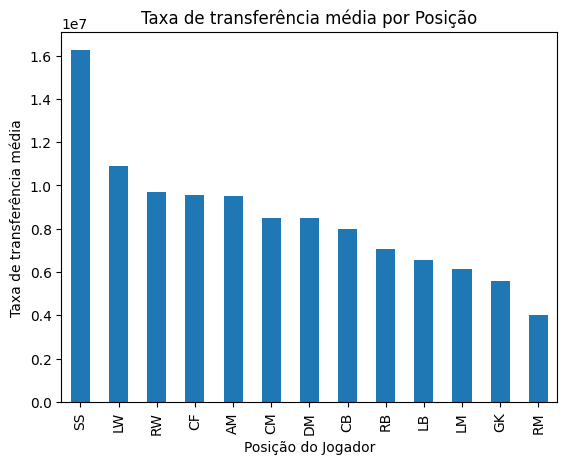 Taxa de transferência média por Posição
1e7
Taxa de transferência média
1.6
1.4
1.2
1.0
0.8
0.6
0.4
0.2
0.0
SS
LW
RW
CF
AM
CM
DM
CB
RB
LB
LM
GK
RM
Posição do Jogador